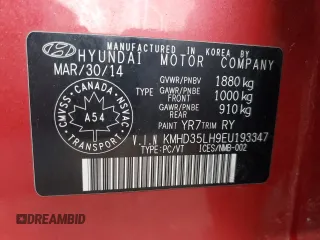 MANUFACTURED IN KOREA BY
HYUNDAI MOTOR COMPANY
MAR/30/14
GVWR/PNBV 1880 kg
TYPE GAWR/PNBE FRONT 1000 kg
GAWR/PNBE REAR 910 kg
PAINT YR7 TRIM RY
V.I.N KMHD35LH9EU193347
TYPE:PC/VT ICES/NMB-002
CMVSS CANADA NSVAC
A54
TRANSPORT
DREAMBID